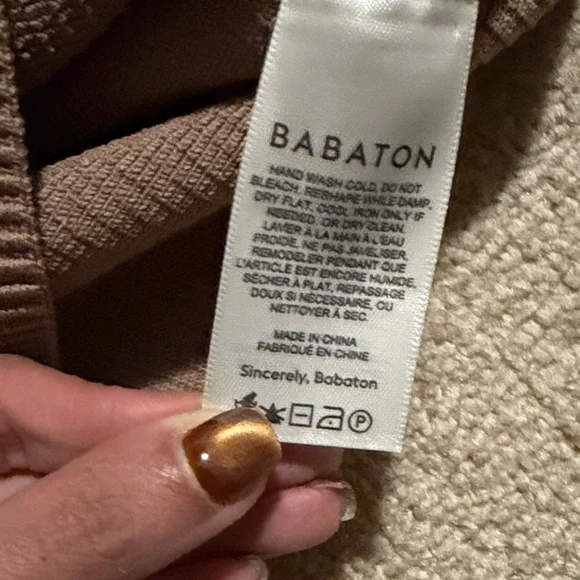 BABATON
HAND WASH COLD, DO NOT
BLEACH, RESHAPE WHILE DAMP,
DRY FLAT, COOL IRON ONLY IF
NEEDED, OR DRY CLEAN.
LAVER À LA MAIN À L'EAU
FROIDE, NE PAS JAVELISER,
REMODELER PENDANT QUE
L'ARTICLE EST ENCORE HUMIDE,
SÉCHER À PLAT, REPASSAGE
DOUX SI NÉCESSAIRE, OU
NETTOYER À SEC.
MADE IN CHINA
FABRIQUÉ EN CHINE
Sincerely, Babaton
P